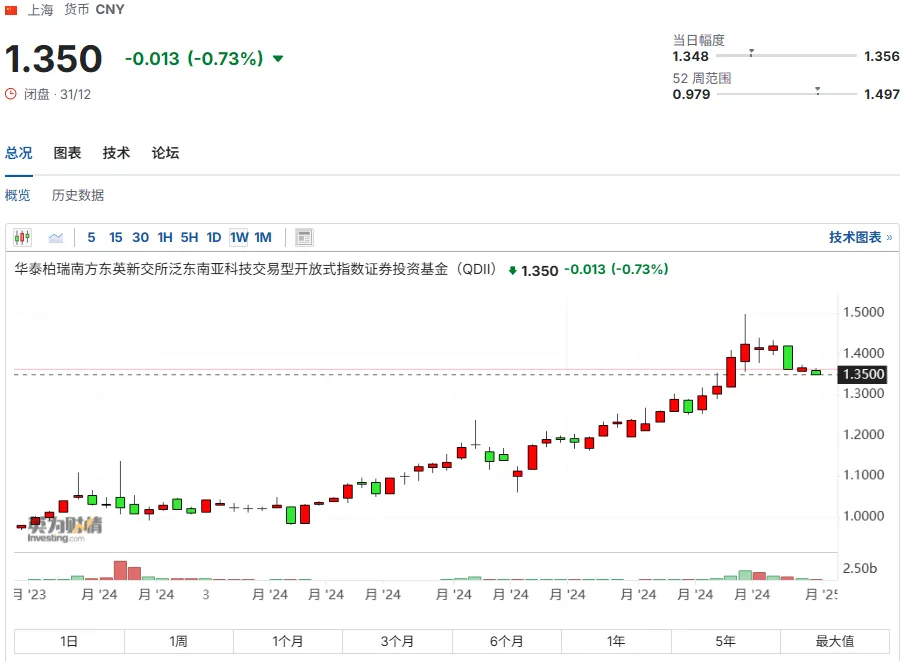 上海 货币 CNY
1.350 -0.013 (-0.73%)
闭盘 · 31/12
当日幅度
1.348 1.356
52 周范围
0.979 1.497
总况 图表 技术 论坛
概览 历史数据
5 15 30 1H 5H 1D 1W 1M 技术图表 »
华泰柏瑞南方东英新交所泛东南亚科技交易型开放式指数证券投资基金（QDII） 1.350 -0.013 (-0.73%)
1.5000
1.4000
1.3500
1.3000
1.2000
1.1000
1.0000
英为财情
Investing.com
2.50b
月 '23 月 '24 月 '24 3 月 '24 月 '24 月 '24 月 '24 月 '24 月 '24 月 '24 月 '24 月 '24 月 '25
1日 1周 1个月 3个月 6个月 1年 5年 最大值